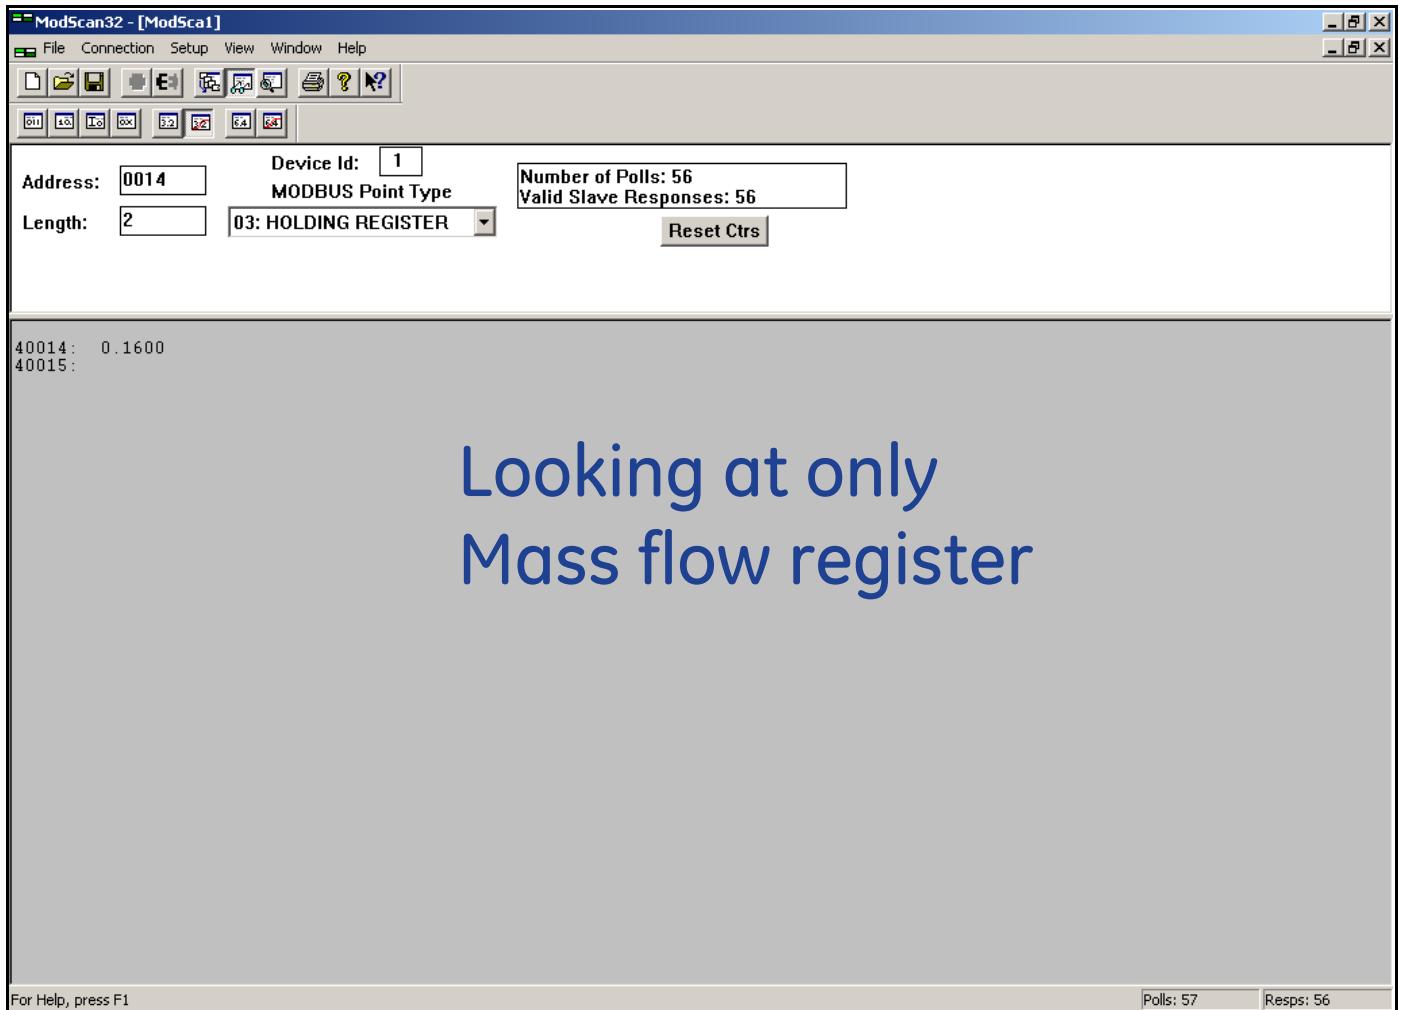 ModScan32 - [ModSca1]
File Connection Setup View Window Help
Address: 0014
Device Id: 1
MODBUS Point Type
Length: 2
03: HOLDING REGISTER
Number of Polls: 56
Valid Slave Responses: 56
Reset Ctrs
40014: 0.1600
40015:
Looking at only
Mass flow register
For Help, press F1
Polls: 57
Resps: 56